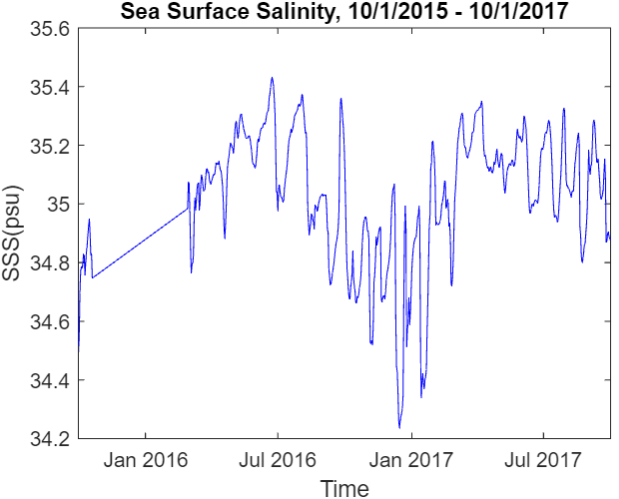 Sea Surface Salinity, 10/1/2015 - 10/1/2017
35.6
35.4
35.2
35
34.8
34.6
34.4
34.2
SSS(psu)
Jan 2016 Jul 2016 Jan 2017 Jul 2017
Time